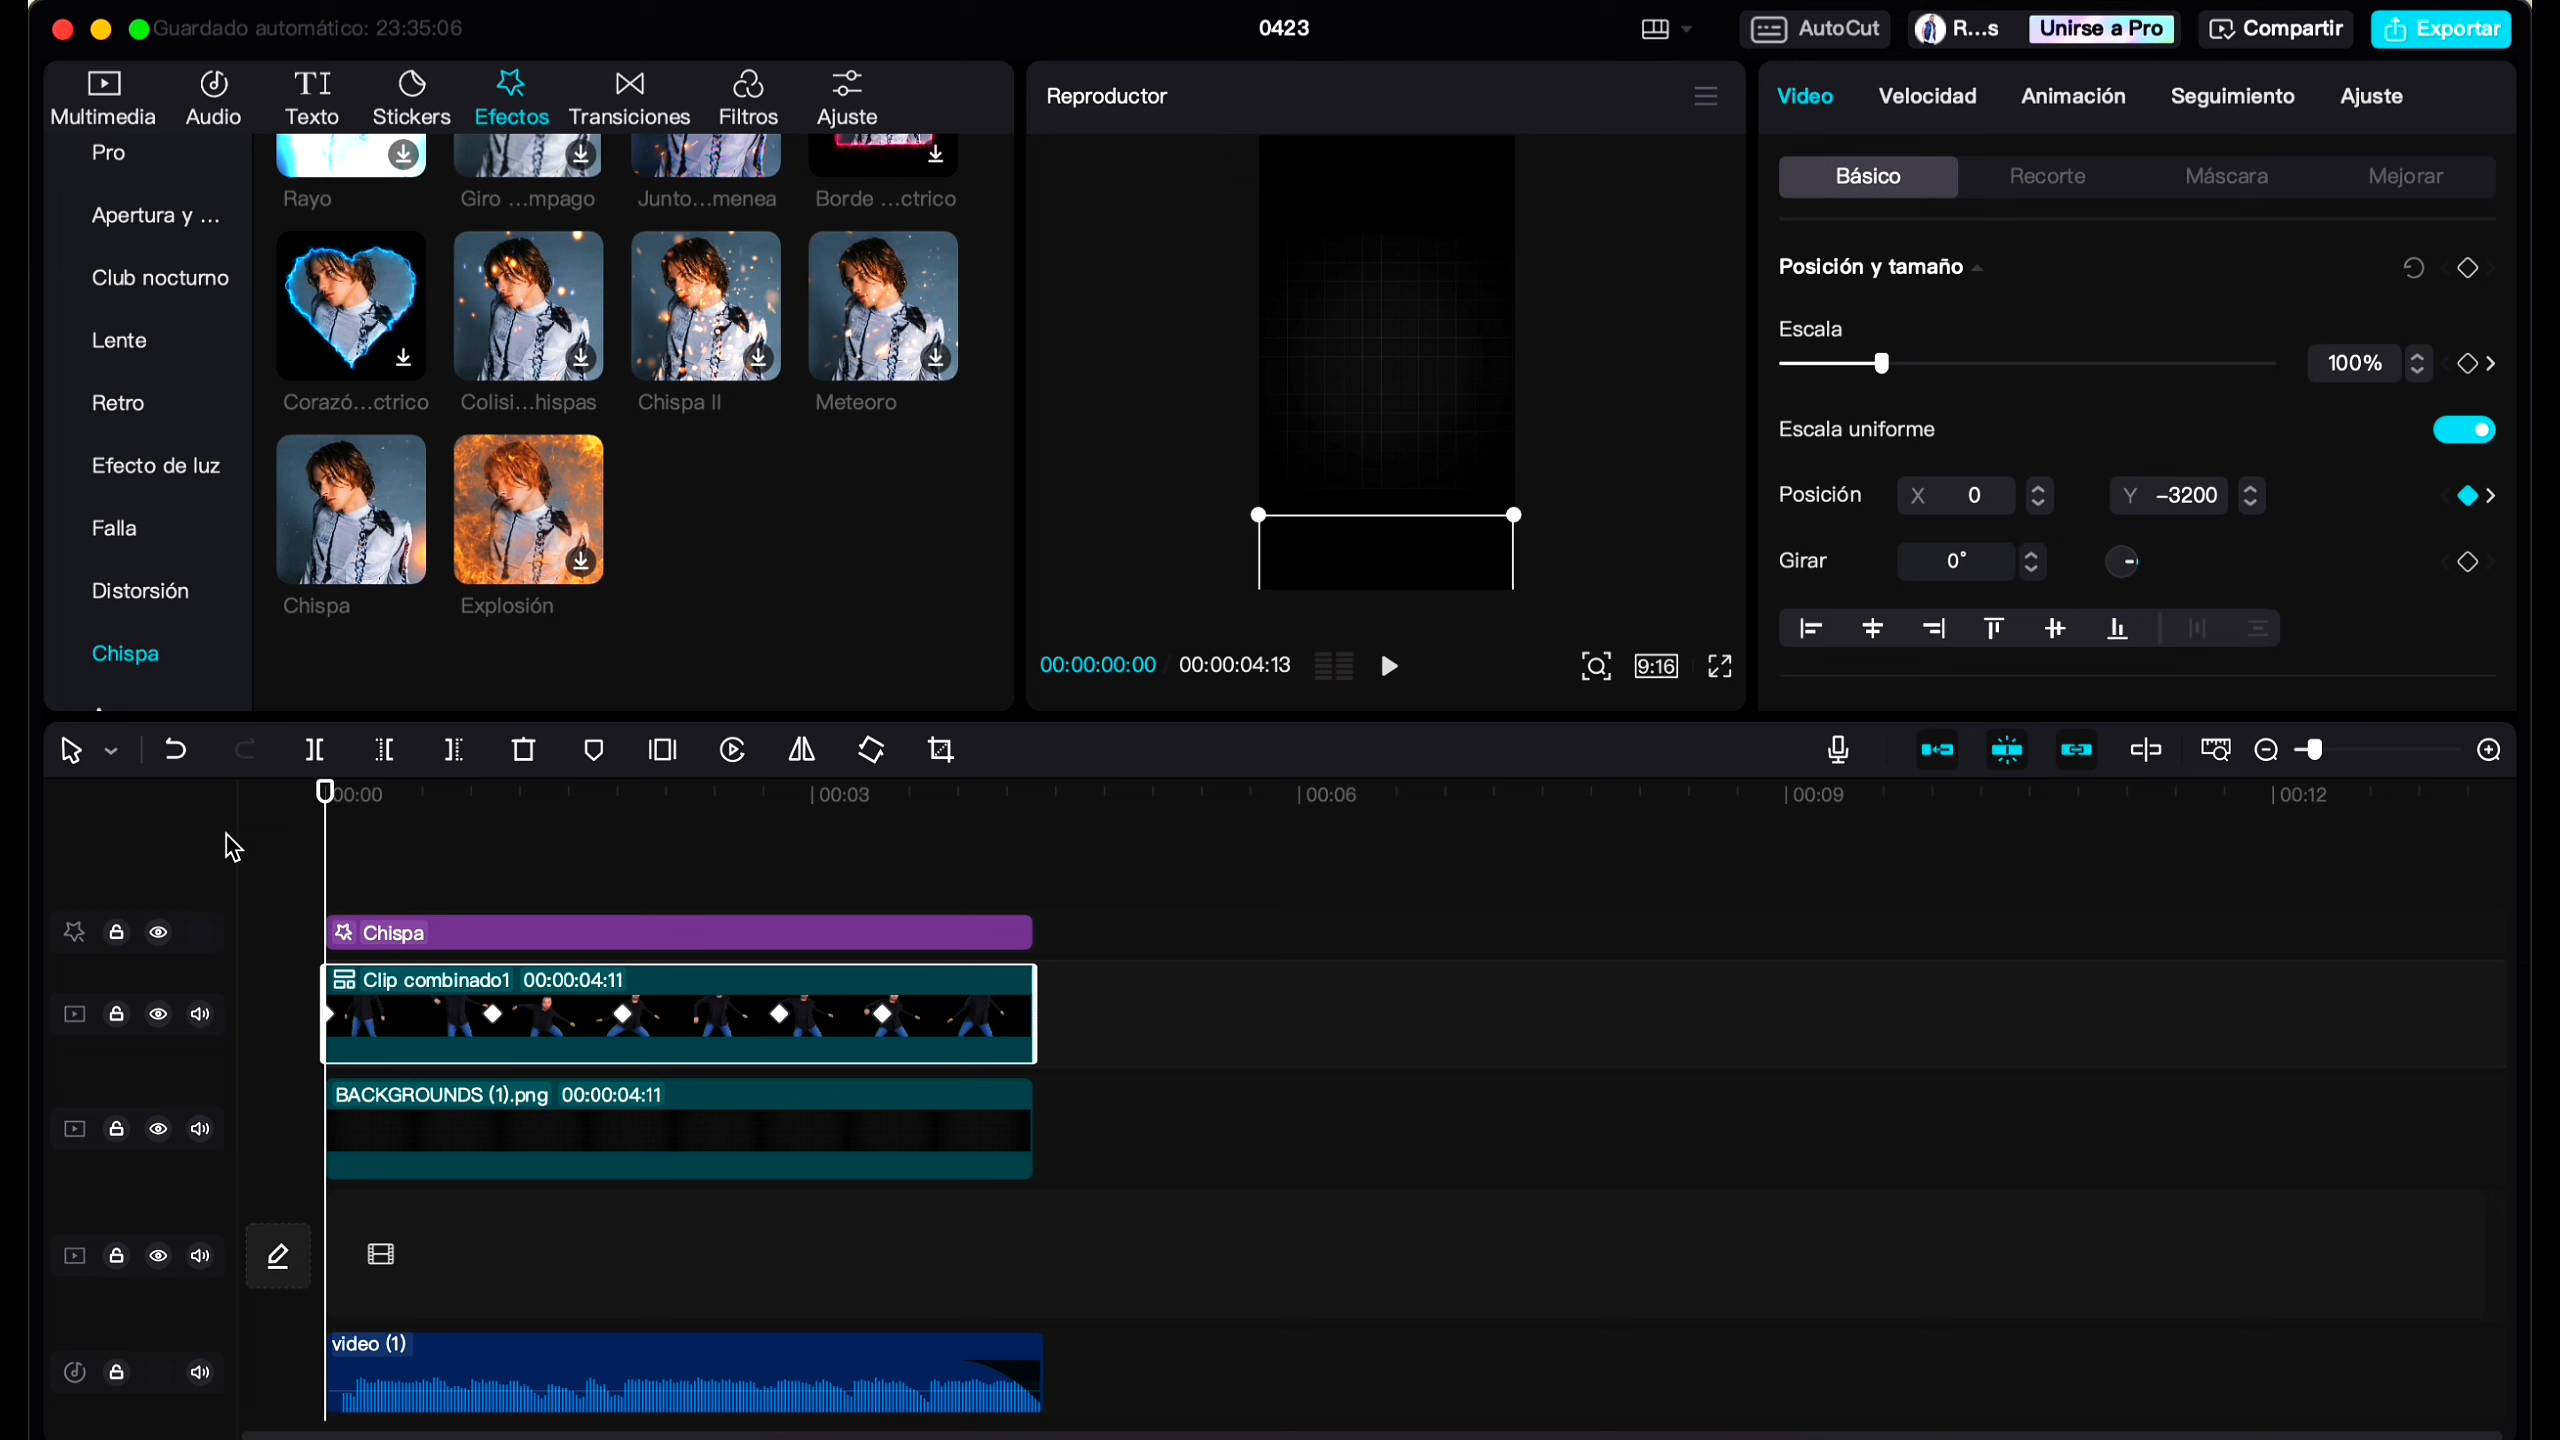 Guardado automático: 23:35:06
0423
AutoCut
R...s
Unirse a Pro
Compartir
Exportar
Multimedia
Audio
TI
Texto
Stickers
Efectos
Transiciones
Filtros
Ajuste
Pro
Apertura y ...
Club nocturno
Lente
Retro
Efecto de luz
Falla
Distorsión
Chispa
Rayo
Giro ...mpago
Junto...menea
Borde ...ctrico
Corazó...ctrico
Colisi...hispas
Chispa II
Meteoro
Chispa
Explosión
Reproductor
00:00:00:00 / 00:00:04:13
9:16
Video
Velocidad
Animación
Seguimiento
Ajuste
Básico
Recorte
Máscara
Mejorar
Posición y tamaño
Escala
100%
Escala uniforme
Posición X 0 Y -3200
Girar 0°
00:00
00:03
00:06
00:09
00:12
Chispa
Clip combinado1 00:00:04:11
BACKGROUNDS (1).png 00:00:04:11
video (1)